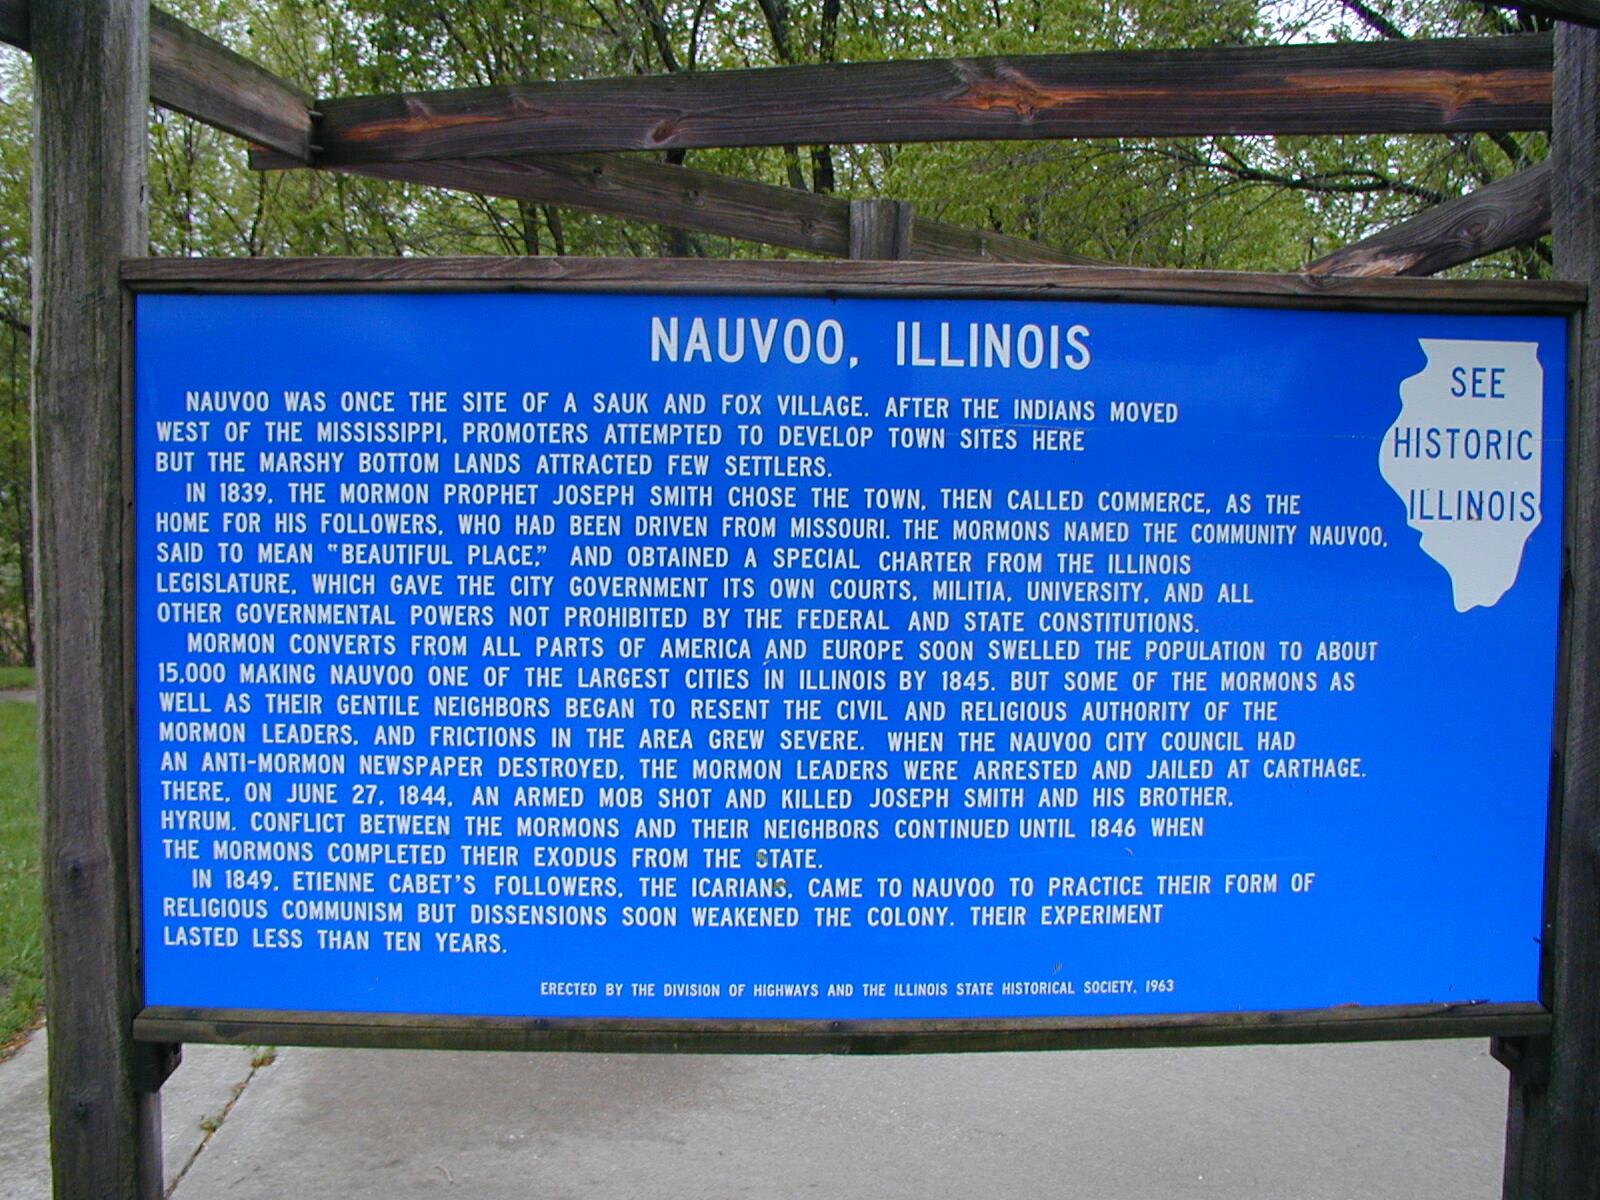 NAUVOO, ILLINOIS
NAUVOO WAS ONCE THE SITE OF A SAUK AND FOX VILLAGE. AFTER THE INDIANS MOVED
WEST OF THE MISSISSIPPI, PROMOTERS ATTEMPTED TO DEVELOP TOWN SITES HERE
BUT THE MARSHY BOTTOM LANDS ATTRACTED FEW SETTLERS.
IN 1839, THE MORMON PROPHET JOSEPH SMITH CHOSE THE TOWN, THEN CALLED COMMERCE, AS THE
HOME FOR HIS FOLLOWERS, WHO HAD BEEN DRIVEN FROM MISSOURI. THE MORMONS NAMED THE COMMUNITY NAUVOO,
SAID TO MEAN "BEAUTIFUL PLACE," AND OBTAINED A SPECIAL CHARTER FROM THE ILLINOIS
LEGISLATURE, WHICH GAVE THE CITY GOVERNMENT ITS OWN COURTS, MILITIA, UNIVERSITY, AND ALL
OTHER GOVERNMENTAL POWERS NOT PROHIBITED BY THE FEDERAL AND STATE CONSTITUTIONS.
MORMON CONVERTS FROM ALL PARTS OF AMERICA AND EUROPE SOON SWELLED THE POPULATION TO ABOUT
15,000 MAKING NAUVOO ONE OF THE LARGEST CITIES IN ILLINOIS BY 1845. BUT SOME OF THE MORMONS AS
WELL AS THEIR GENTILE NEIGHBORS BEGAN TO RESENT THE CIVIL AND RELIGIOUS AUTHORITY OF THE
MORMON LEADERS, AND FRICTIONS IN THE AREA GREW SEVERE. WHEN THE NAUVOO CITY COUNCIL HAD
AN ANTI-MORMON NEWSPAPER DESTROYED, THE MORMON LEADERS WERE ARRESTED AND JAILED AT CARTHAGE.
THERE, ON JUNE 27, 1844, AN ARMED MOB SHOT AND KILLED JOSEPH SMITH AND HIS BROTHER,
HYRUM. CONFLICT BETWEEN THE MORMONS AND THEIR NEIGHBORS CONTINUED UNTIL 1846 WHEN
THE MORMONS COMPLETED THEIR EXODUS FROM THE STATE.
IN 1849, ETIENNE CABET'S FOLLOWERS, THE ICARIANS, CAME TO NAUVOO TO PRACTICE THEIR FORM OF
RELIGIOUS COMMUNISM BUT DISSENSIONS SOON WEAKENED THE COLONY. THEIR EXPERIMENT
LASTED LESS THAN TEN YEARS.
ERECTED BY THE DIVISION OF HIGHWAYS AND THE ILLINOIS STATE HISTORICAL SOCIETY, 1963
SEE
HISTORIC
ILLINOIS